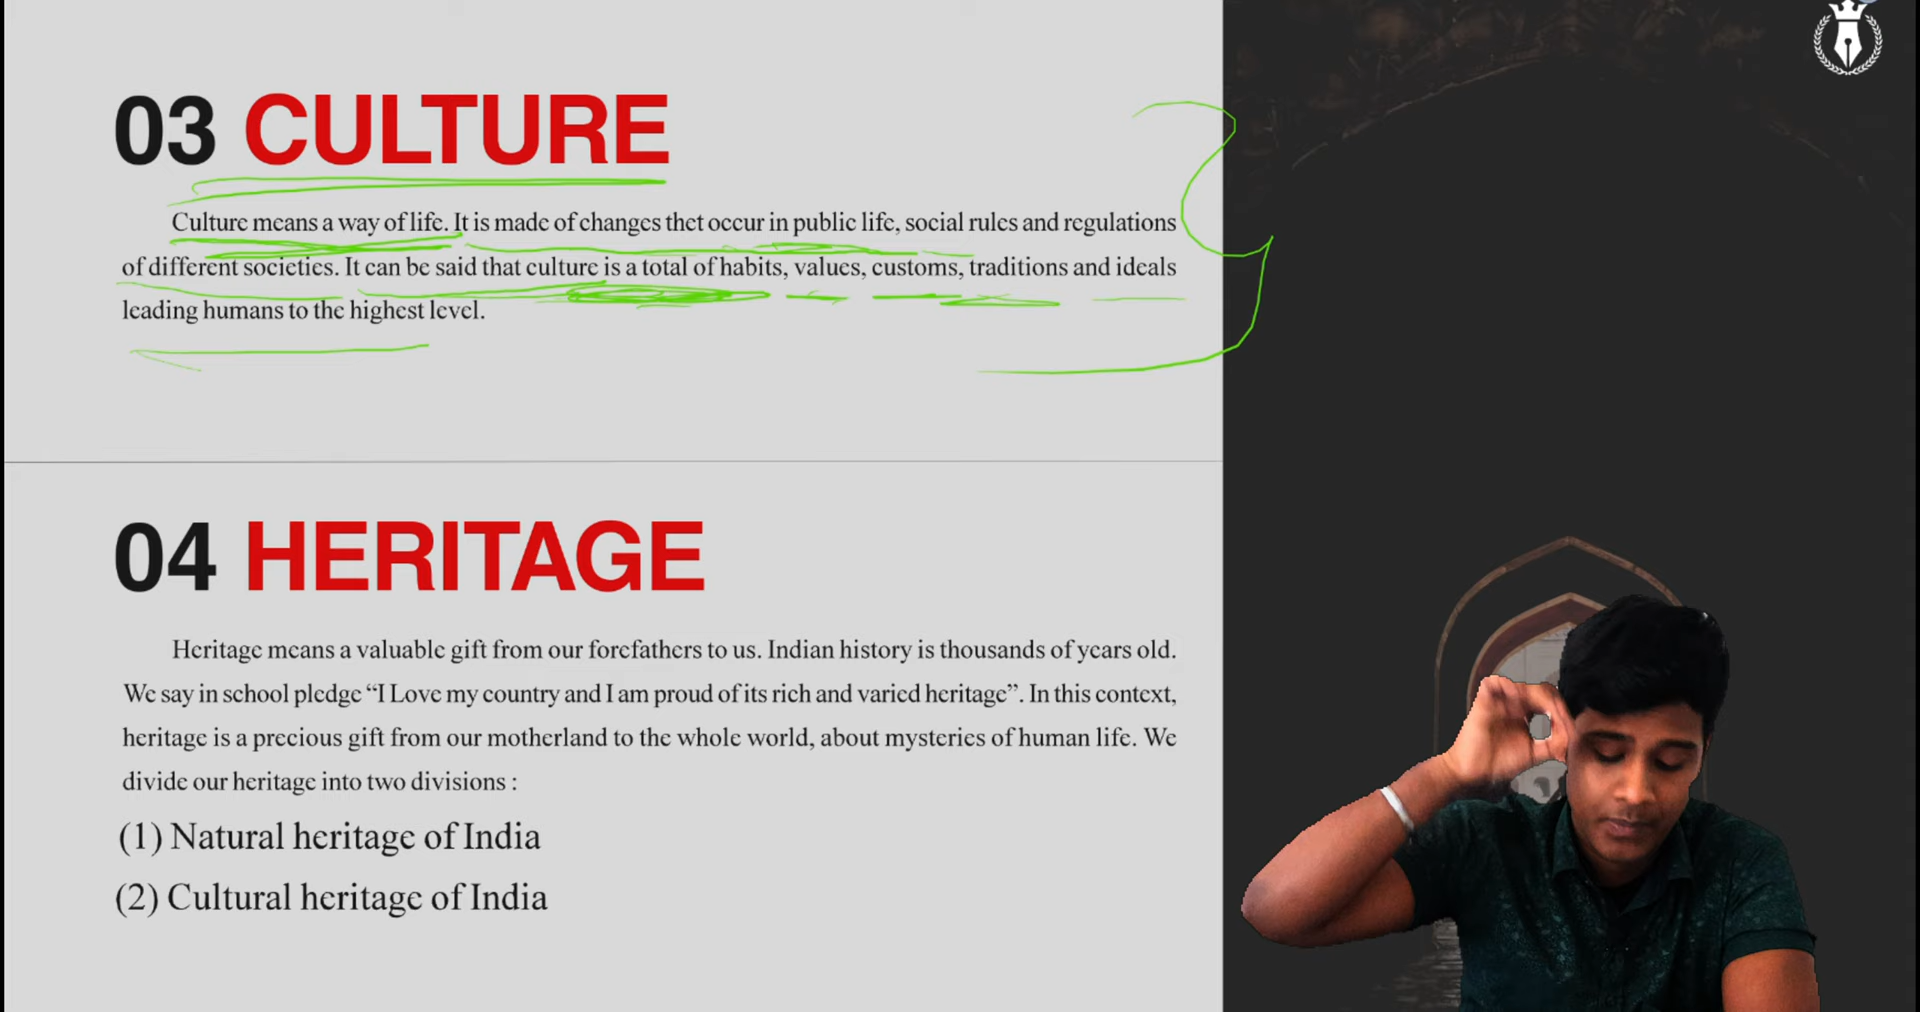 03 CULTURE
Culture means a way of life. It is made of changes thet occur in public life, social rules and regulations
of different societies. It can be said that culture is a total of habits, values, customs, traditions and ideals
leading humans to the highest level.
04 HERITAGE
Heritage means a valuable gift from our forefathers to us. Indian history is thousands of years old.
We say in school pledge “I Love my country and I am proud of its rich and varied heritage”. In this context,
heritage is a precious gift from our motherland to the whole world, about mysteries of human life. We
divide our heritage into two divisions :
(1) Natural heritage of India
(2) Cultural heritage of India